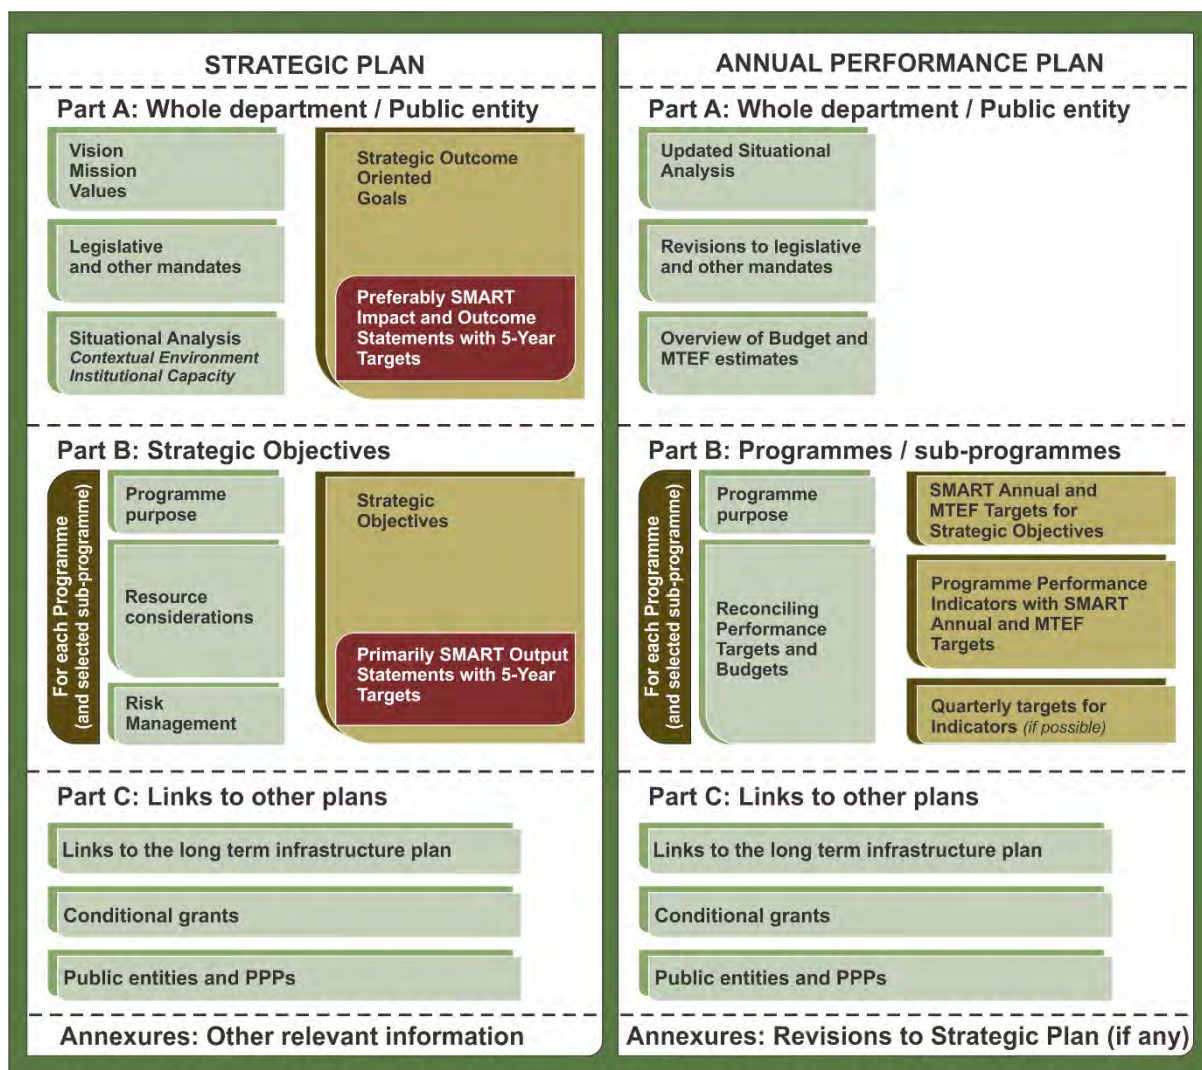 STRATEGIC PLAN
Part A: Whole department / Public entity
Vision
Mission
Values
Legislative
and other mandates
Situational Analysis
Contextual Environment
Institutional Capacity
Strategic Outcome
Oriented
Goals
Preferably SMART
Impact and Outcome
Statements with 5-Year
Targets
Part B: Strategic Objectives
For each Programme
(and selected sub-programme)
Programme
purpose
Resource
considerations
Risk
Management
Strategic
Objectives
Primarily SMART Output
Statements with 5-Year
Targets
Part C: Links to other plans
Links to the long term infrastructure plan
Conditional grants
Public entities and PPPs
Annexures: Other relevant information
ANNUAL PERFORMANCE PLAN
Part A: Whole department / Public entity
Updated Situational
Analysis
Revisions to legislative
and other mandates
Overview of Budget and
MTEF estimates
Part B: Programmes / sub-programmes
For each Programme
(and selected sub-programme)
Programme
purpose
Reconciling
Performance
Targets and
Budgets
SMART Annual and
MTEF Targets for
Strategic Objectives
Programme Performance
Indicators with SMART
Annual and MTEF
Targets
Quarterly targets for
Indicators (if possible)
Part C: Links to other plans
Links to the long term infrastructure plan
Conditional grants
Public entities and PPPs
Annexures: Revisions to Strategic Plan (if any)